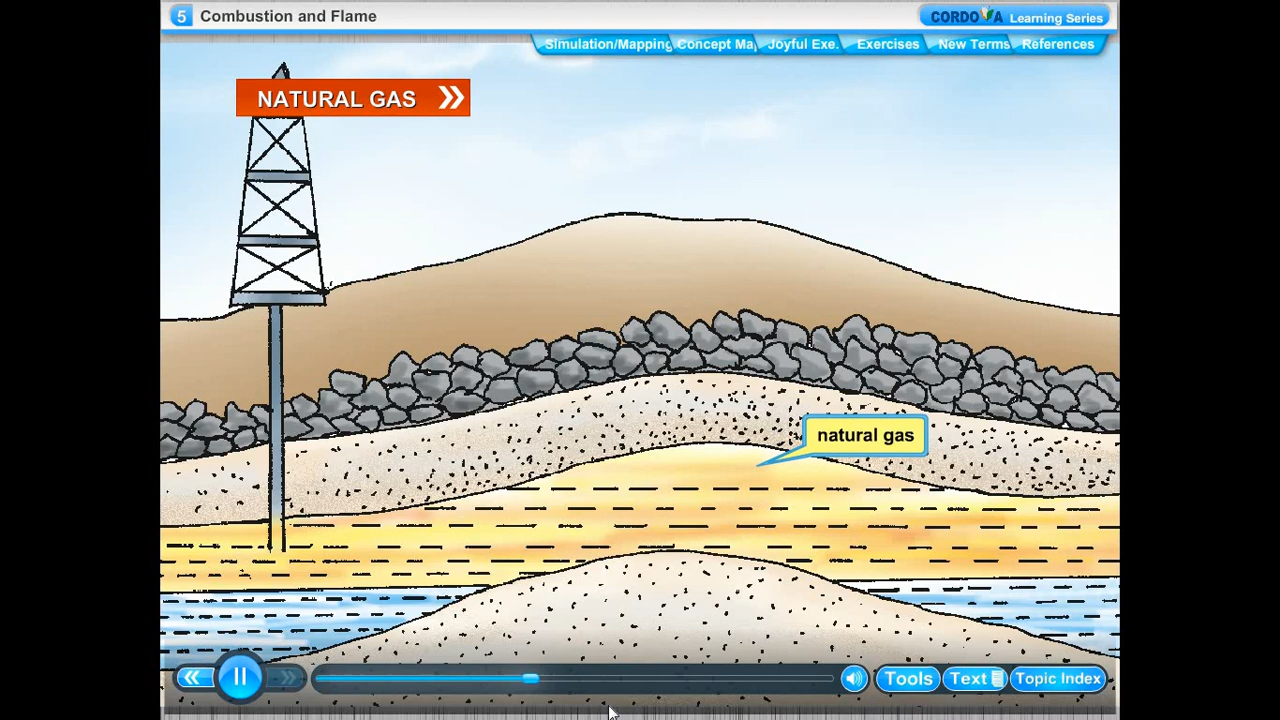 5 Combustion and Flame
CORDOVA Learning Series
Simulation/Mapping Concept Ma Joyful Exe. Exercises New Terms References
NATURAL GAS
natural gas
Tools Text Topic Index